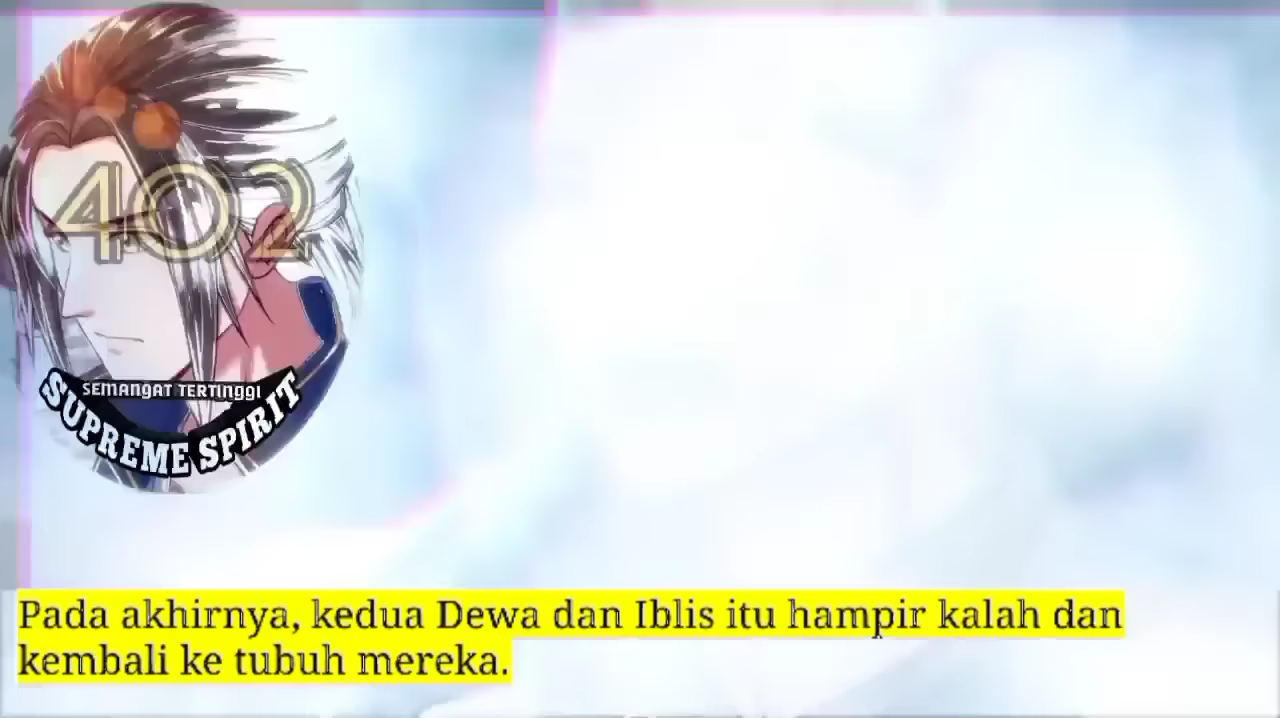 402
SEMANGAT TERTINGGI
SUPREME SPIRIT
Pada akhirnya, kedua Dewa dan Iblis itu hampir kalah dan
kembali ke tubuh mereka.